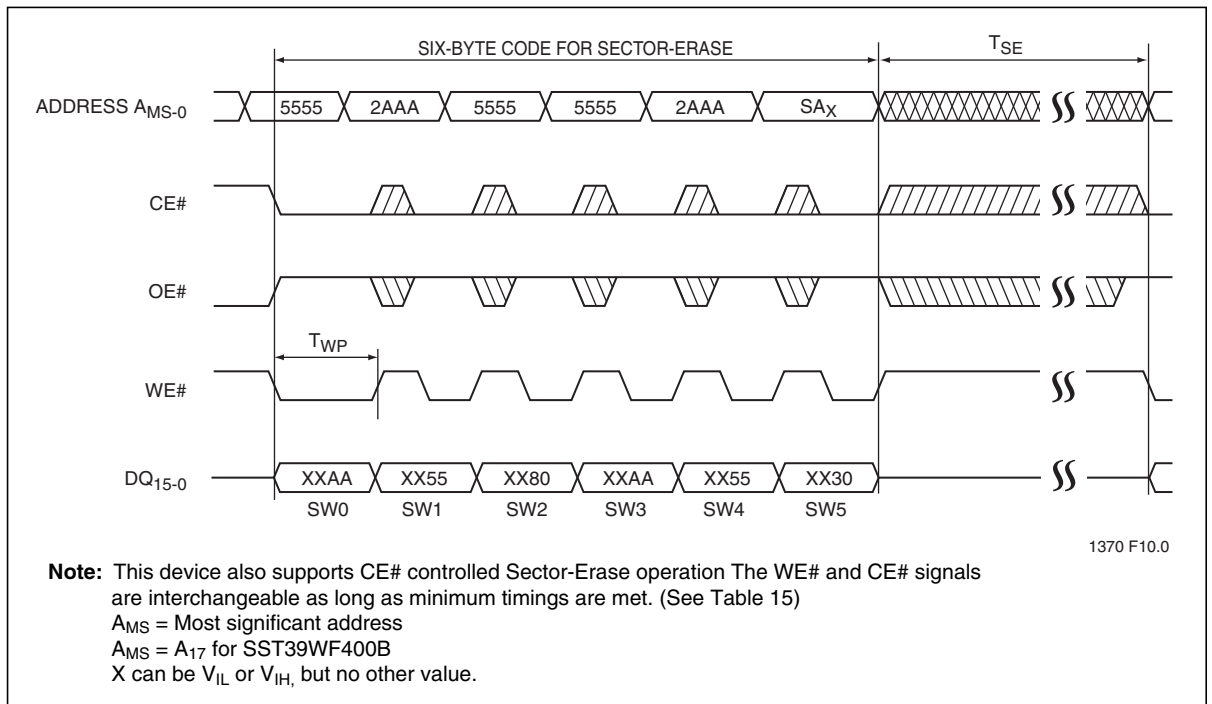 SIX-BYTE CODE FOR SECTOR-ERASE
TSE
ADDRESS AMS-0
5555 2AAA 5555 5555 2AAA SAX
CE#
OE#
TWP
WE#
DQ15-0
XXAA XX55 XX80 XXAA XX55 XX30
SW0 SW1 SW2 SW3 SW4 SW5
1370 F10.0
Note: This device also supports CE# controlled Sector-Erase operation The WE# and CE# signals
are interchangeable as long as minimum timings are met. (See Table 15)
AMS = Most significant address
AMS = A17 for SST39WF400B
X can be VIL or VIH, but no other value.